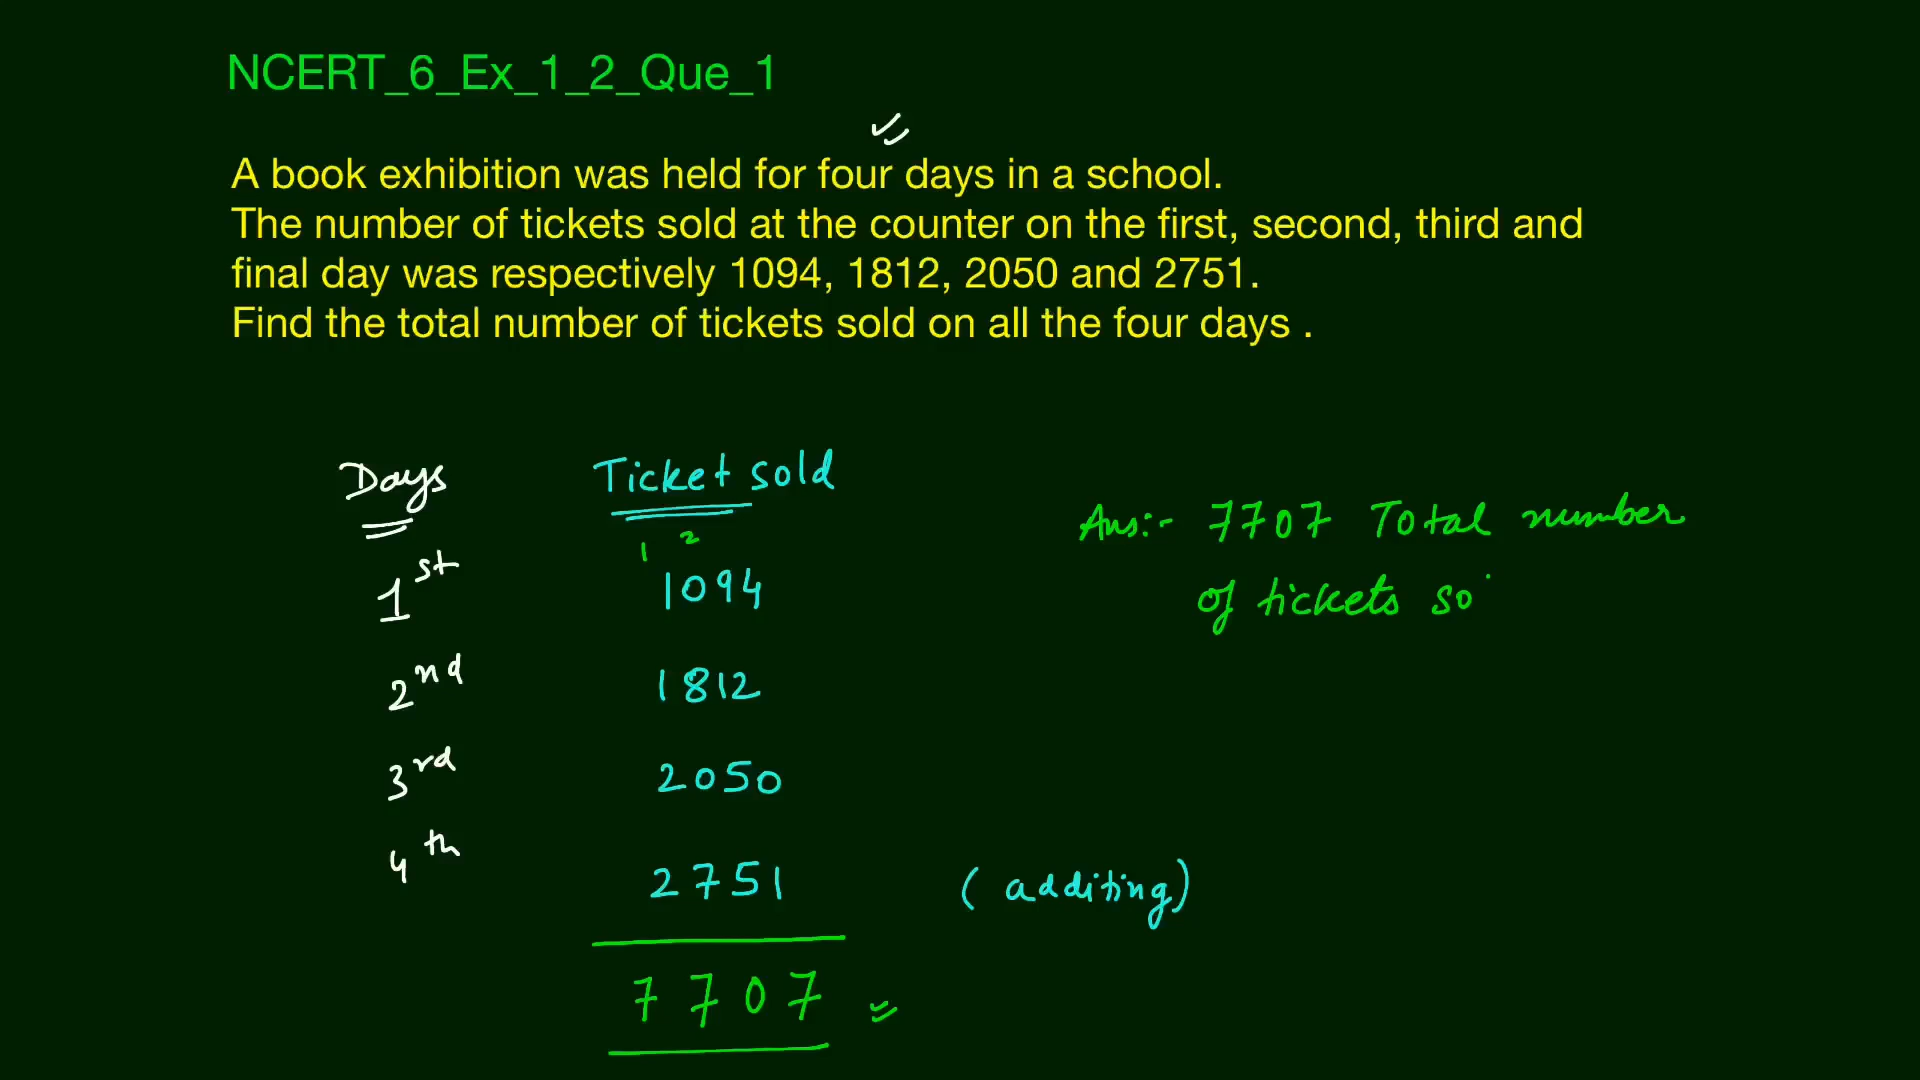 NCERT_6_Ex_1_2_Que_1
A book exhibition was held for four days in a school.
The number of tickets sold at the counter on the first, second, third and
final day was respectively 1094, 1812, 2050 and 2751.
Find the total number of tickets sold on all the four days .
Days Ticket sold
1 2
1st 1094
2nd 1812
3rd 2050
4th 2751 (additing)
7707
Ans:- 7707 Total number
of tickets so